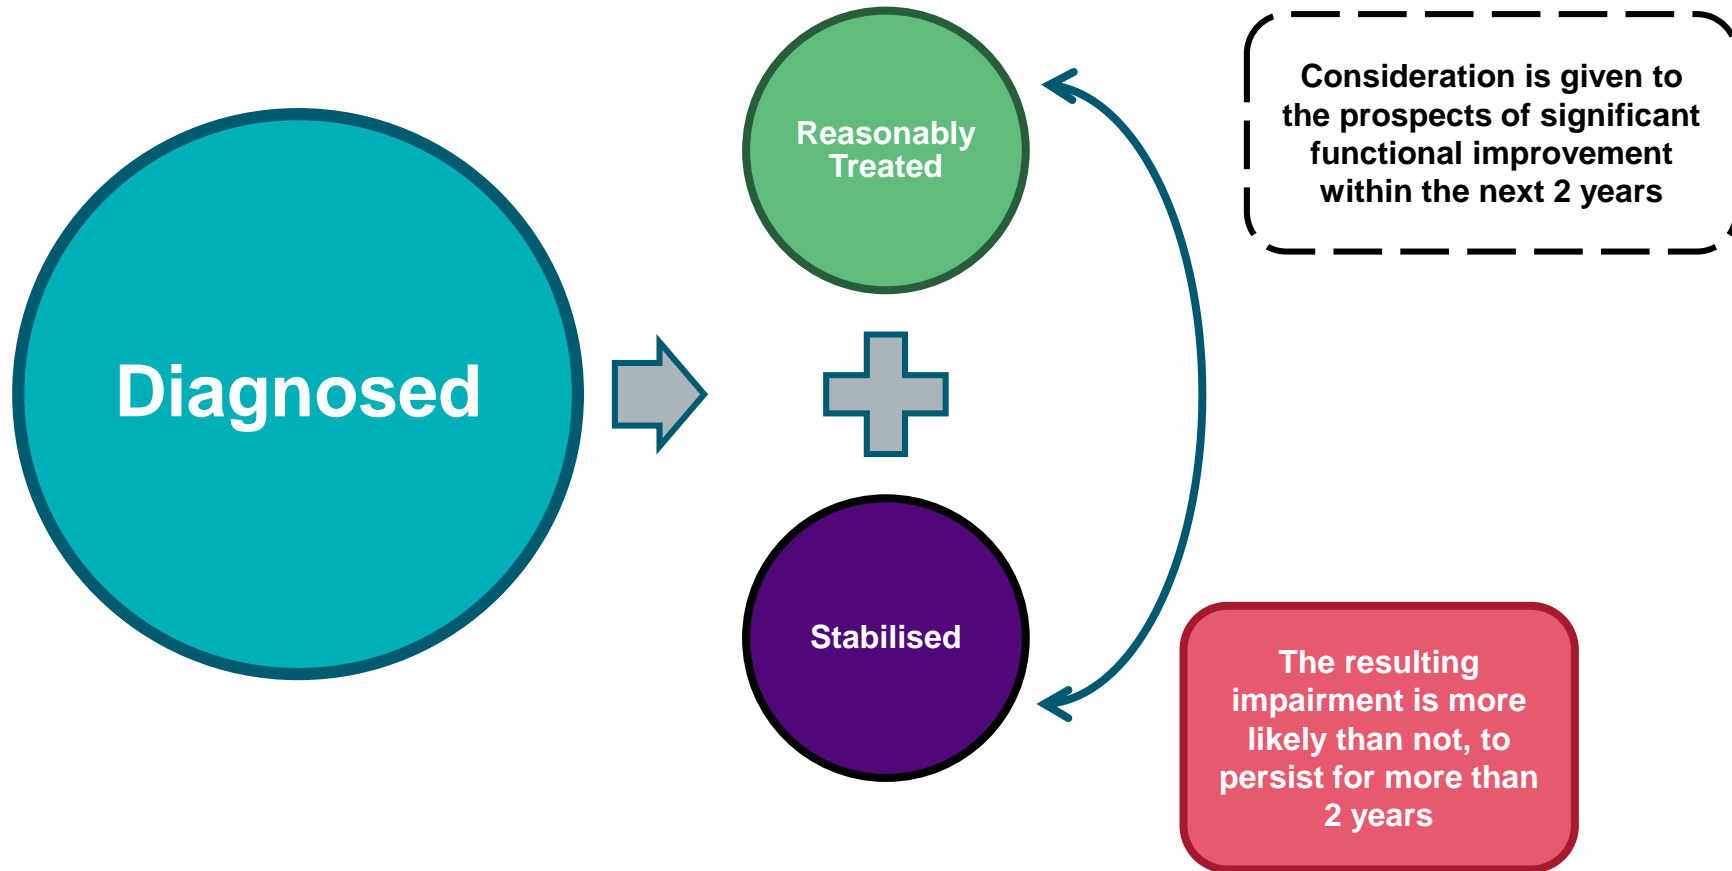 Diagnosed
Reasonably
Treated
Stabilised
Consideration is given to
the prospects of significant
functional improvement
within the next 2 years
The resulting
impairment is more
likely than not, to
persist for more than
2 years